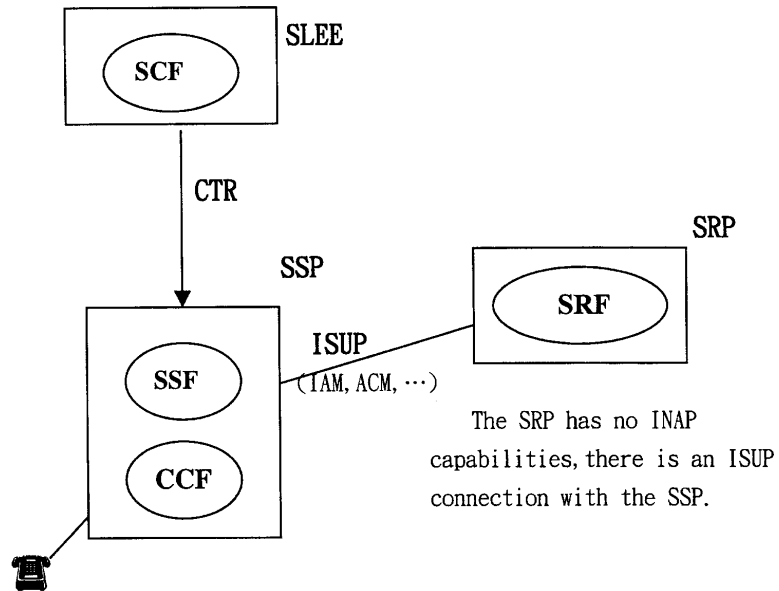 SLEE
SCF
CTR
SRP
SSP
SRF
ISUP
(IAM, ACM, ···)
SSF
CCF
The SRP has no INAP
capabilities, there is an ISUP
connection with the SSP.